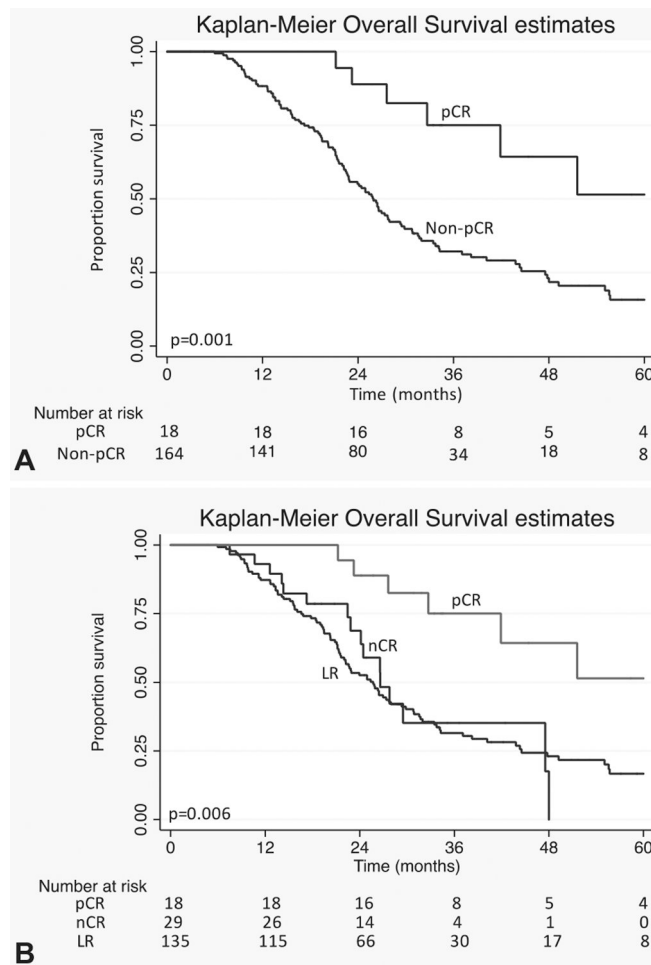 Kaplan-Meier Overall Survival estimates
1.00
0.75
0.50
0.25
0.00
Proportion survival
pCR
Non-pCR
p=0.001
0 12 24 36 48 60
Time (months)
Number at risk
pCR 18 18 16 8 5 4
Non-pCR 164 141 80 34 18 8
A
Kaplan-Meier Overall Survival estimates
1.00
0.75
0.50
0.25
0.00
Proportion survival
pCR
nCR
LR
p=0.006
0 12 24 36 48 60
Time (months)
Number at risk
pCR 18 18 16 8 5 4
nCR 29 26 14 4 1 0
LR 135 115 66 30 17 8
B